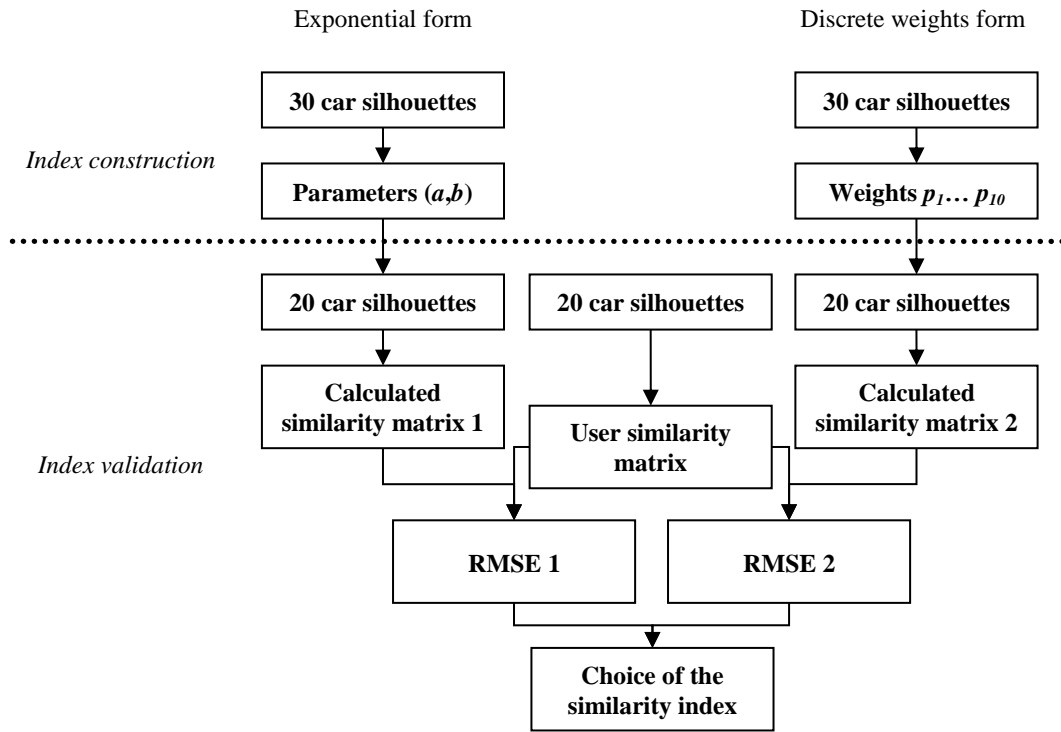 Exponential form
Discrete weights form
30 car silhouettes
30 car silhouettes
Index construction
Parameters (a,b)
Weights p1… p10
20 car silhouettes
20 car silhouettes
20 car silhouettes
Calculated
similarity matrix 1
Calculated
similarity matrix 2
User similarity
matrix
Index validation
RMSE 1
RMSE 2
Choice of the
similarity index